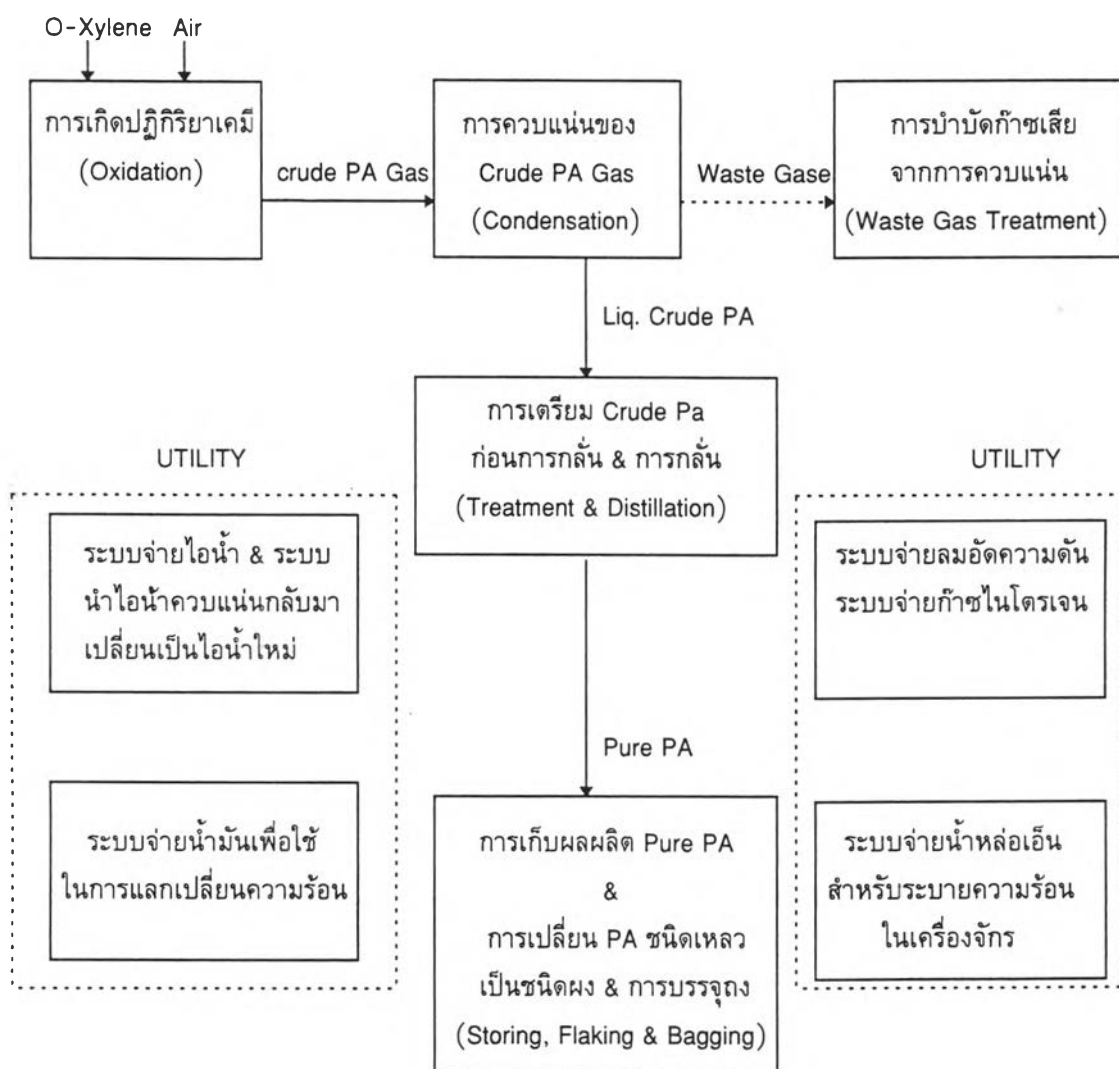 O-Xylene Air
การเกิดปฏิกิริยาเคมี
(Oxidation)
crude PA Gas
การควบแน่นของ
Crude PA Gas
(Condensation)
Waste Gase
การบำบัดก๊าซเสีย
จากการควบแน่น
(Waste Gas Treatment)
Liq. Crude PA
การเตรียม Crude Pa
ก่อนการกลั่น & การกลั่น
(Treatment & Distillation)
UTILITY
ระบบจ่ายไอน้ำ & ระบบ
นำไอน้ำควบแน่นกลับมา
เปลี่ยนเป็นไอน้ำใหม่
ระบบจ่ายน้ำมันเพื่อใช้
ในการแลกเปลี่ยนความร้อน
UTILITY
ระบบจ่ายลมอัดความดัน
ระบบจ่ายก๊าซไนโตรเจน
ระบบจ่ายน้ำหล่อเอ็น
สำหรับระบายความร้อน
ในเครื่องจักร
Pure PA
การเก็บผลผลิต Pure PA
&
การเปลี่ยน PA ชนิดเหลว
เป็นชนิดผง & การบรรจุถง
(Storing, Flaking & Bagging)